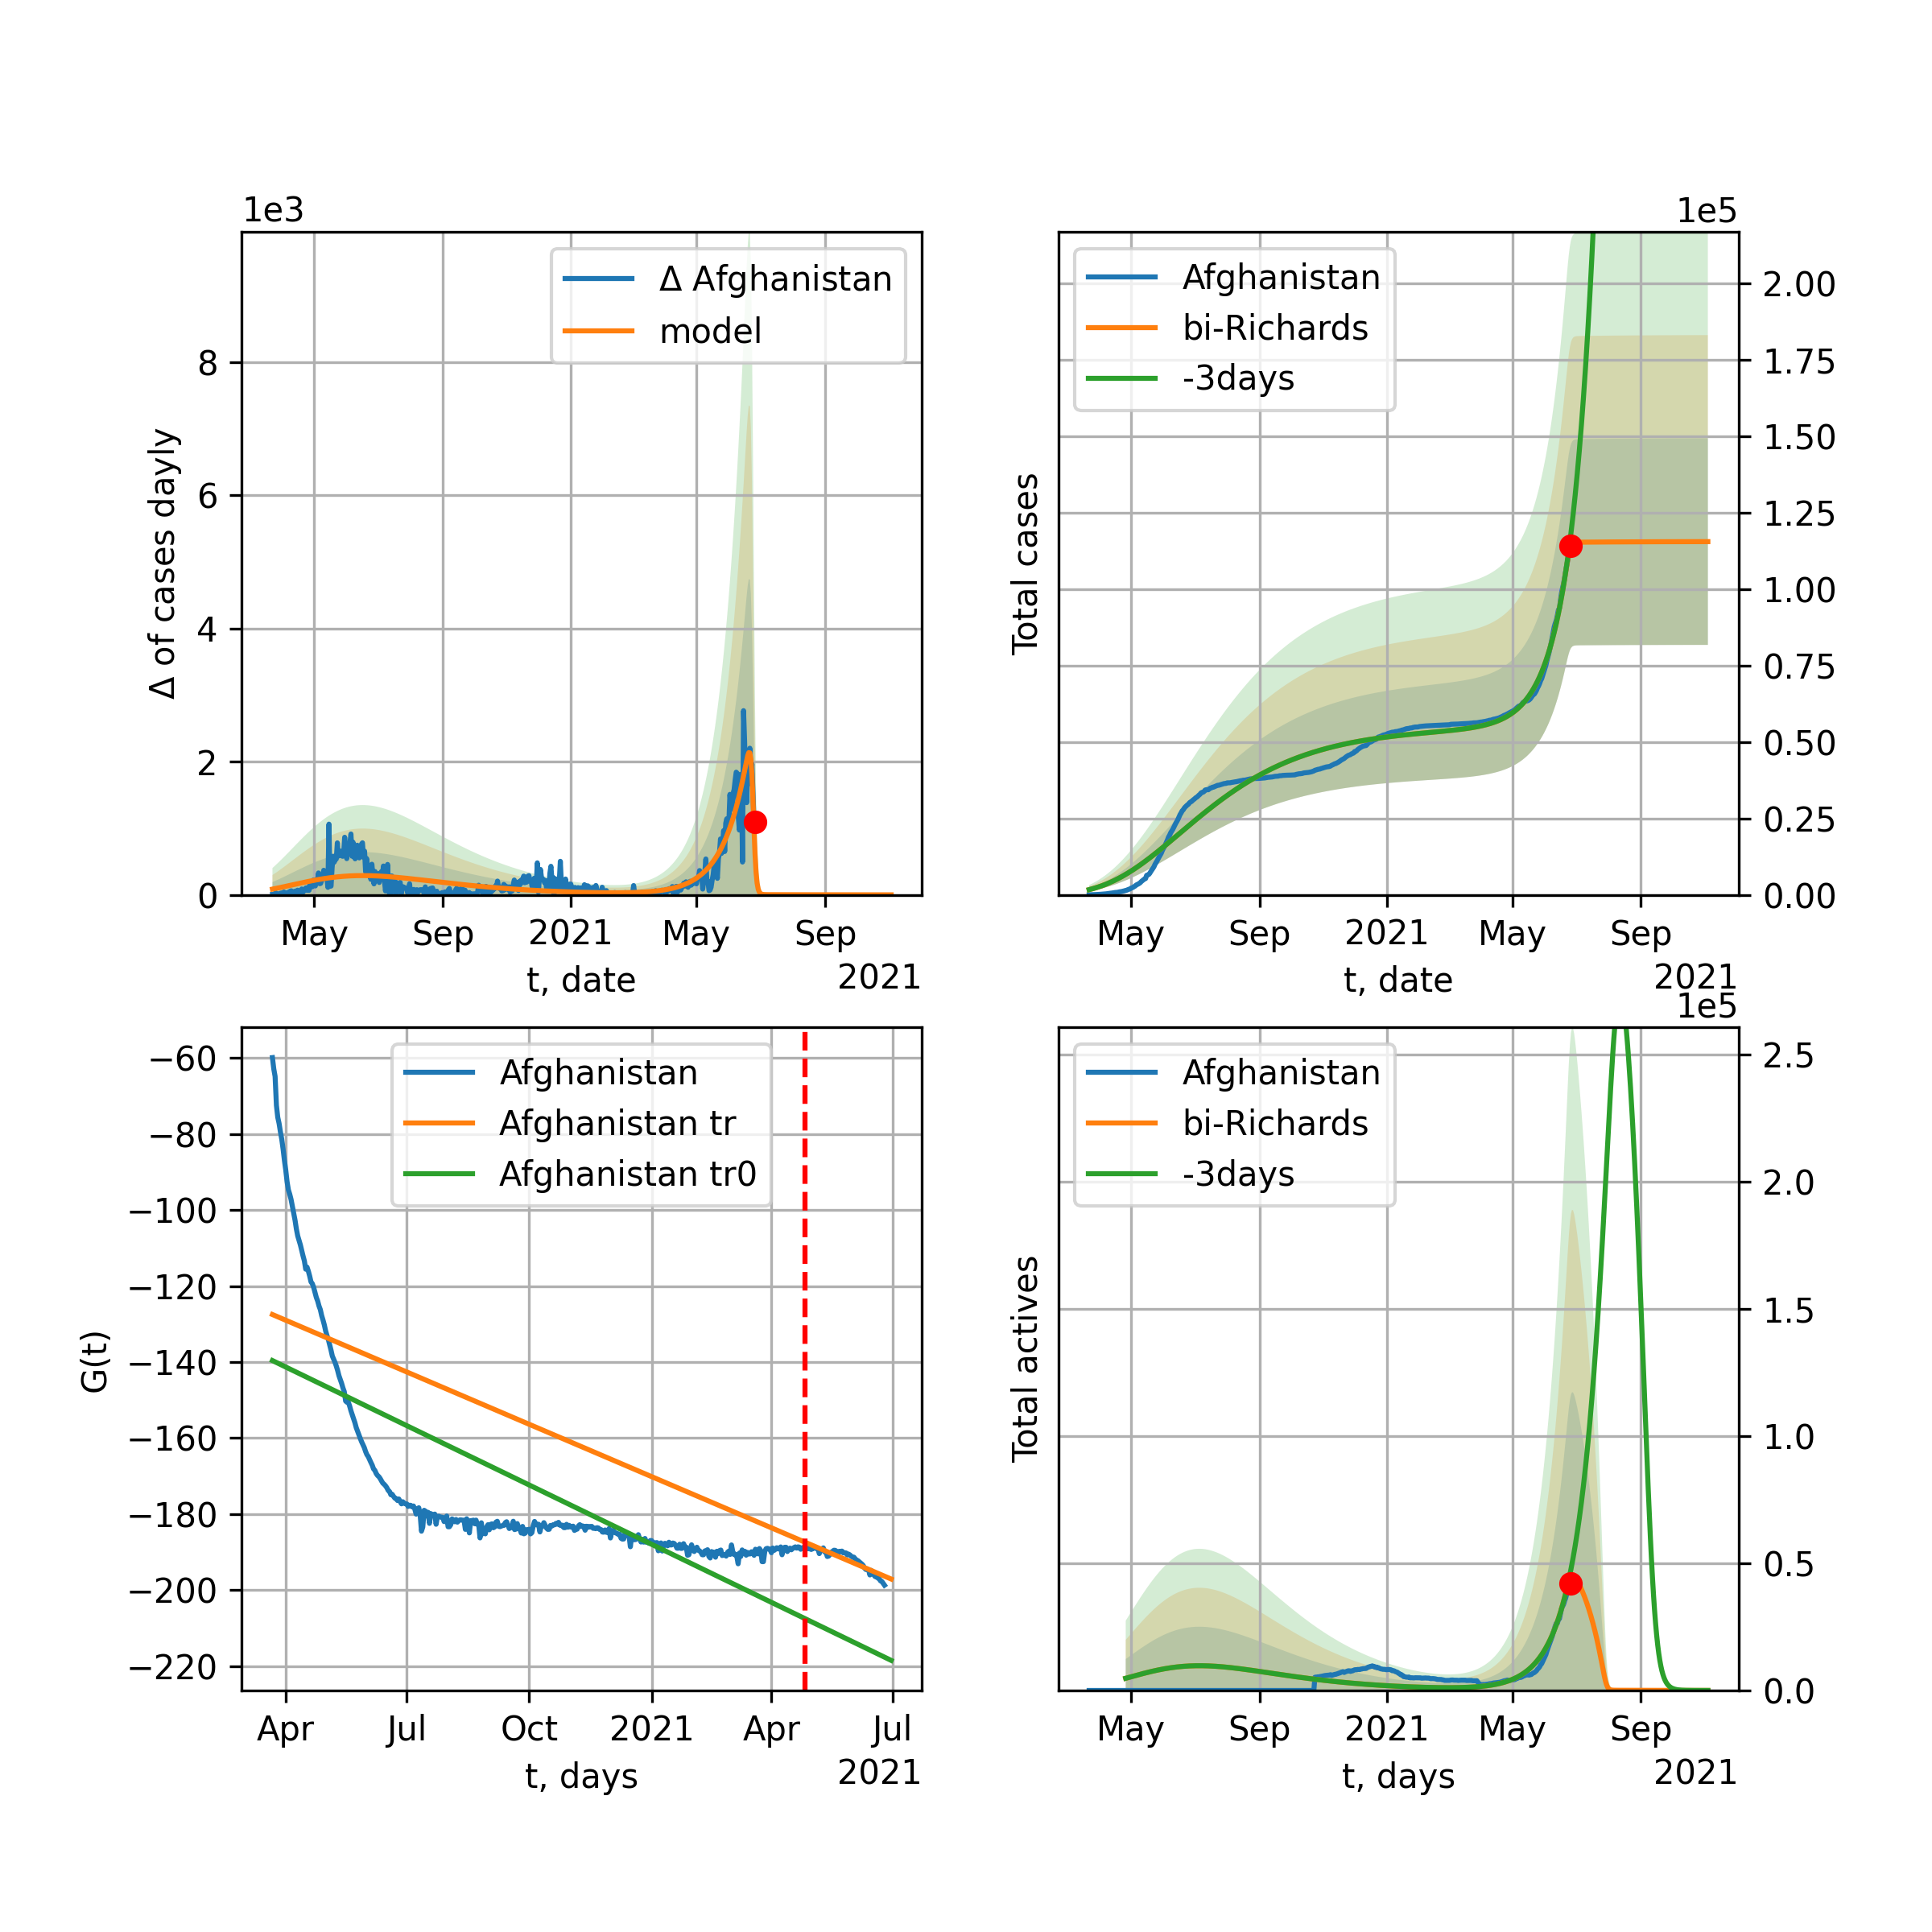 1e3
Δ Afghanistan
model
Δ of cases dayly
8
6
4
2
0
May Sep 2021 May Sep
t, date
2021
1e5
Afghanistan
bi-Richards
-3days
Total cases
2.00
1.75
1.50
1.25
1.00
0.75
0.50
0.25
0.00
May Sep 2021 May Sep
t, date
2021
Afghanistan
Afghanistan tr
Afghanistan tr0
G(t)
−60
−80
−100
−120
−140
−160
−180
−200
−220
Apr Jul Oct 2021 Apr Jul
t, days
2021
1e5
Afghanistan
bi-Richards
-3days
Total actives
2.5
2.0
1.5
1.0
0.5
0.0
May Sep 2021 May Sep
t, days
2021